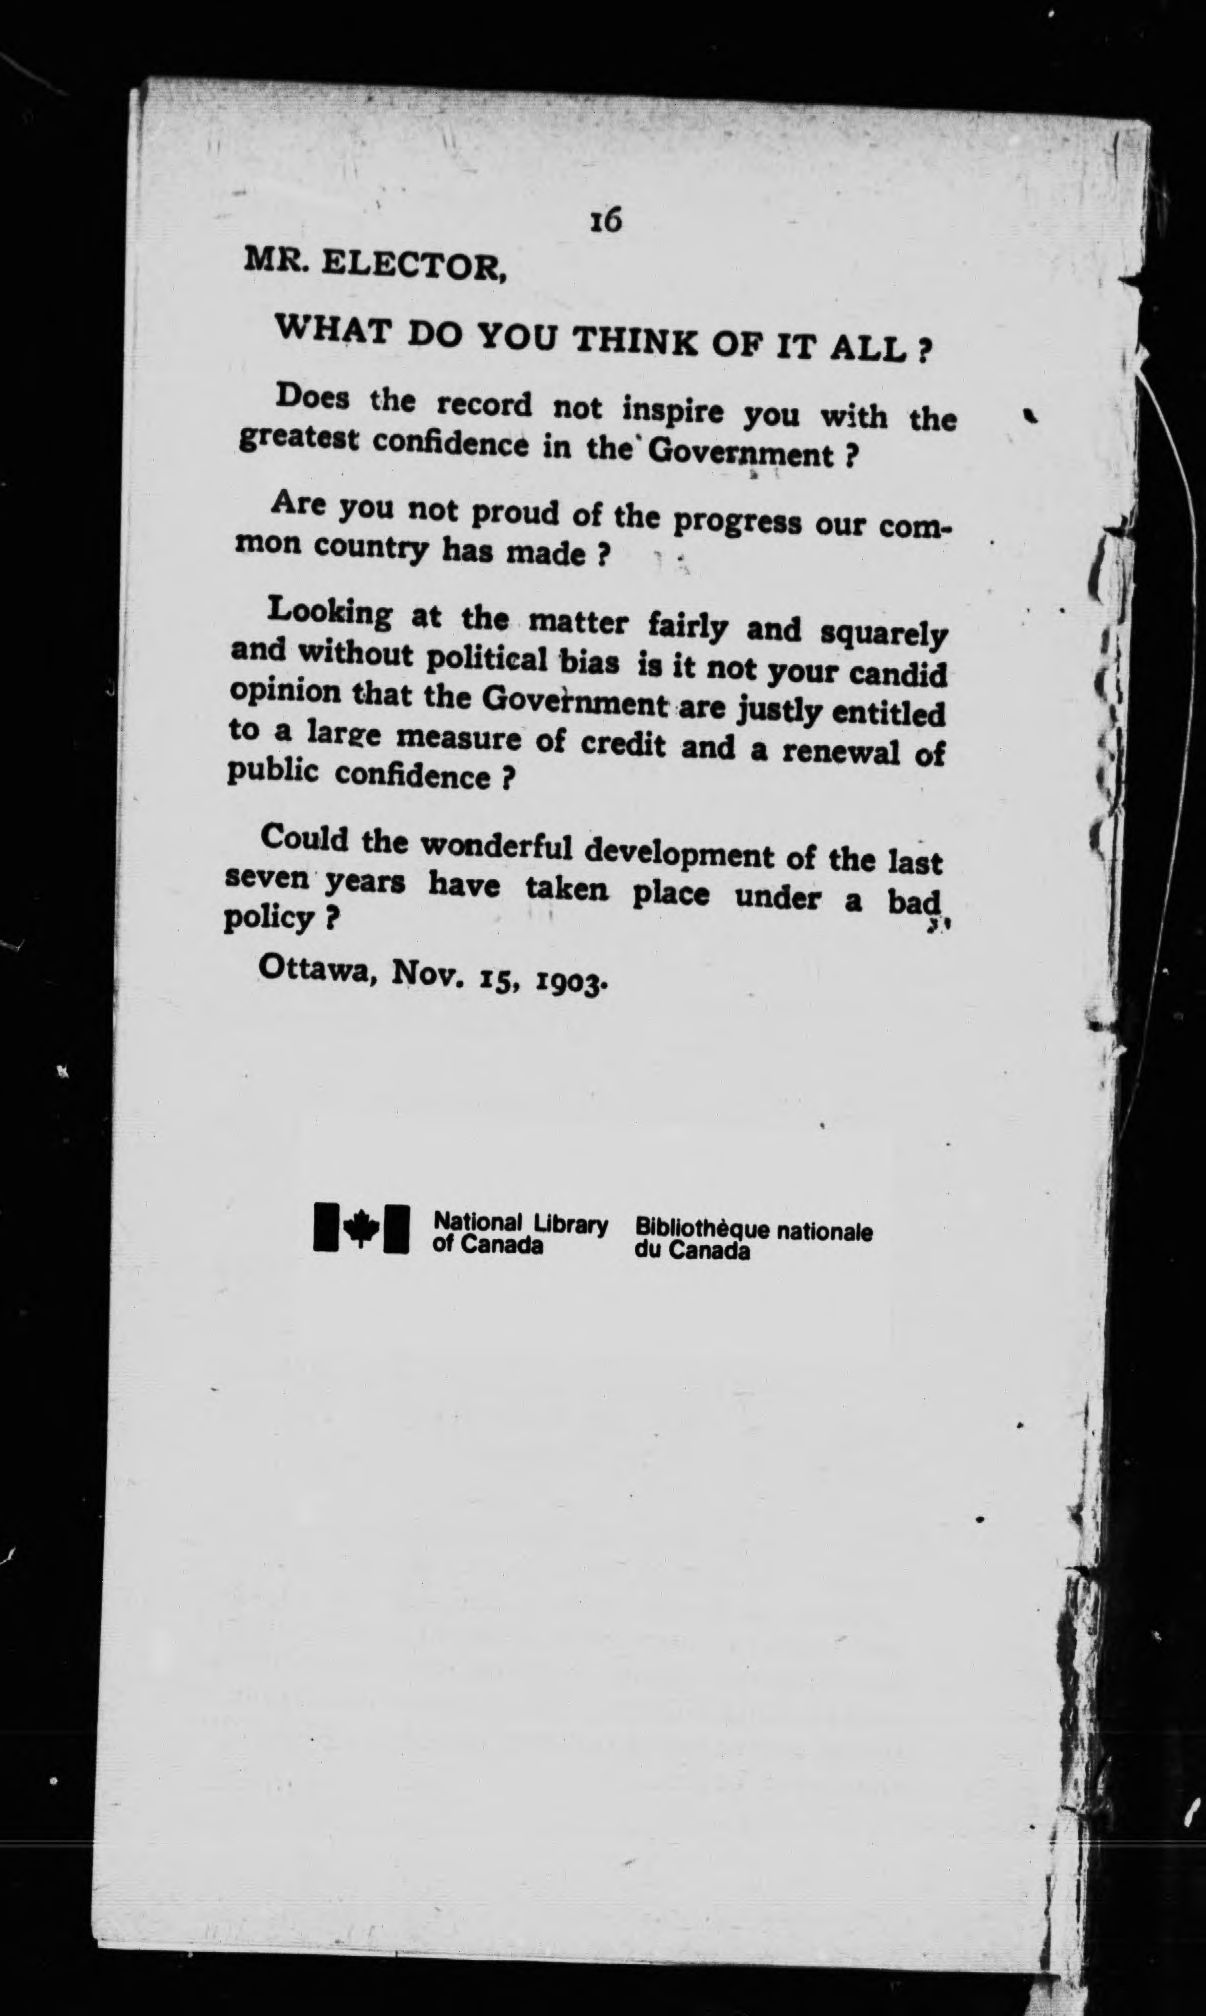 16
MR. ELECTOR,
WHAT DO YOU THINK OF IT ALL ?
Does the record not inspire you with the
greatest confidence in the Government ?
Are you not proud of the progress our com-
mon country has made ?
Looking at the matter fairly and squarely
and without political bias is it not your candid
opinion that the Government are justly entitled
to a large measure of credit and a renewal of
public confidence ?
Could the wonderful development of the last
seven years have taken place under a bad
policy ?
Ottawa, Nov. 15, 1903.
National Library Bibliothèque nationale
of Canada du Canada